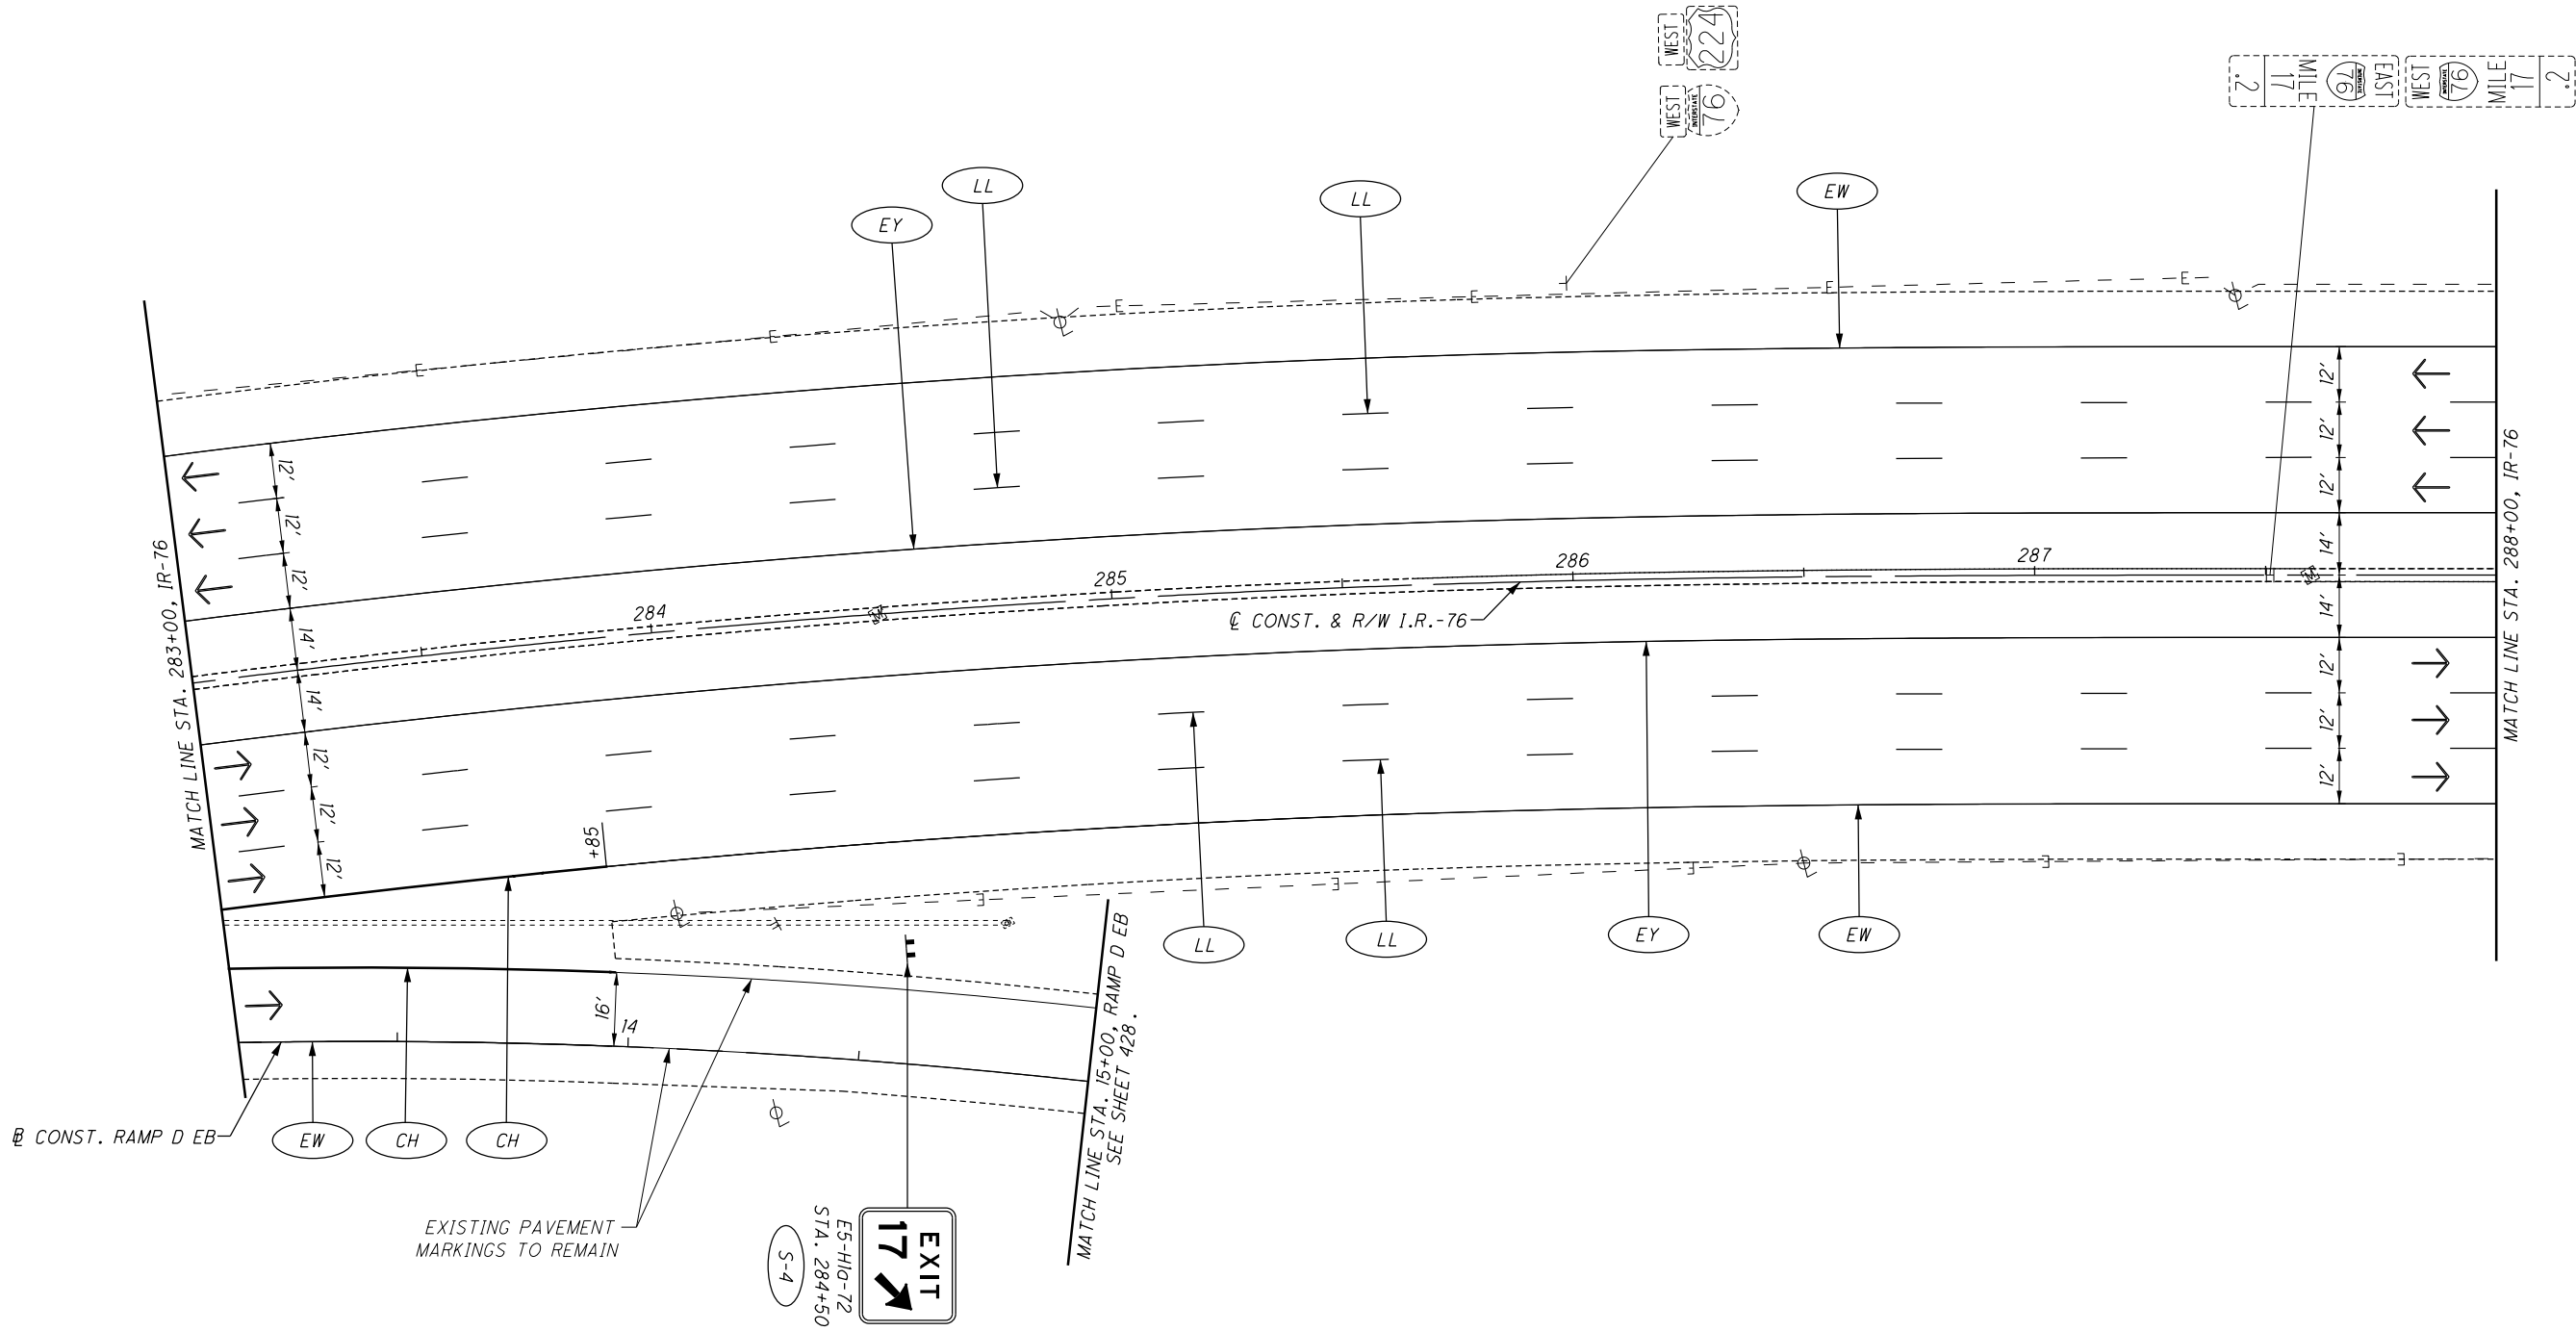 WEST
224
WEST
INTERSTATE
76
EAST
INTERSTATE
76
MILE
17
.2
WEST
INTERSTATE
76
MILE
17
.2
LL
LL
EW
EY
E
E
E
E
E
E
E
MATCH LINE STA. 283+00, IR-76
12'
12'
12'
14'
14'
12'
12'
12'
284
285
286
287
M
M
℄ CONST. & R/W I.R.-76
12'
12'
12'
14'
14'
12'
12'
12'
MATCH LINE STA. 288+00, IR-76
+85
E
E
E
E
E
LL
LL
EY
EW
16'
14
MATCH LINE STA. 15+00, RAMP D EB
SEE SHEET 428.
BL CONST. RAMP D EB
EW
CH
CH
EXISTING PAVEMENT
MARKINGS TO REMAIN
EXIT
17
E5-H1a-72
STA. 284+50
S-4